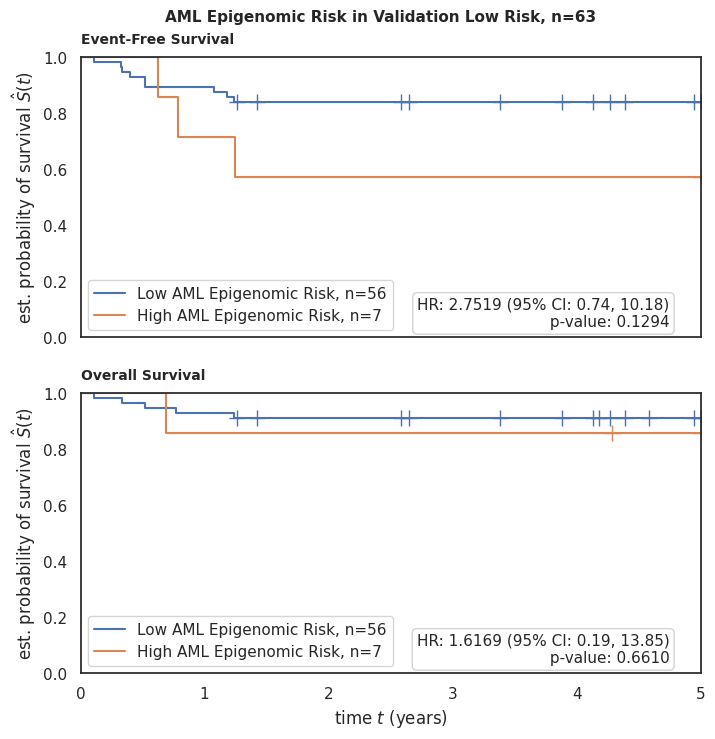 AML Epigenomic Risk in Validation Low Risk, n=63
Event-Free Survival
est. probability of survival Ŝ(t)
1.0
0.8
0.6
0.4
0.2
0.0
Low AML Epigenomic Risk, n=56
High AML Epigenomic Risk, n=7
HR: 2.7519 (95% CI: 0.74, 10.18)
p-value: 0.1294
Overall Survival
est. probability of survival Ŝ(t)
1.0
0.8
0.6
0.4
0.2
0.0
Low AML Epigenomic Risk, n=56
High AML Epigenomic Risk, n=7
HR: 1.6169 (95% CI: 0.19, 13.85)
p-value: 0.6610
0 1 2 3 4 5
time t (years)